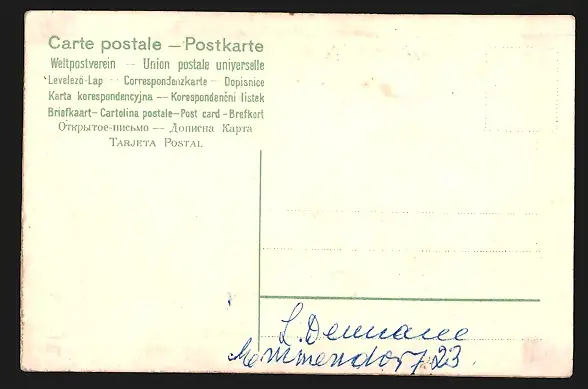 Carte postale — Postkarte
Weltpostverein — Union postale universelle
Levelező-Lap — Correspondenzkarte — Dopisnice
Karta korespondencyjna — Korespondenční lístek
Briefkaart — Cartolina postale — Post card - Brefkort
Открытое-письмо — Дописна Карта
Tarjeta Postal
L.
23.